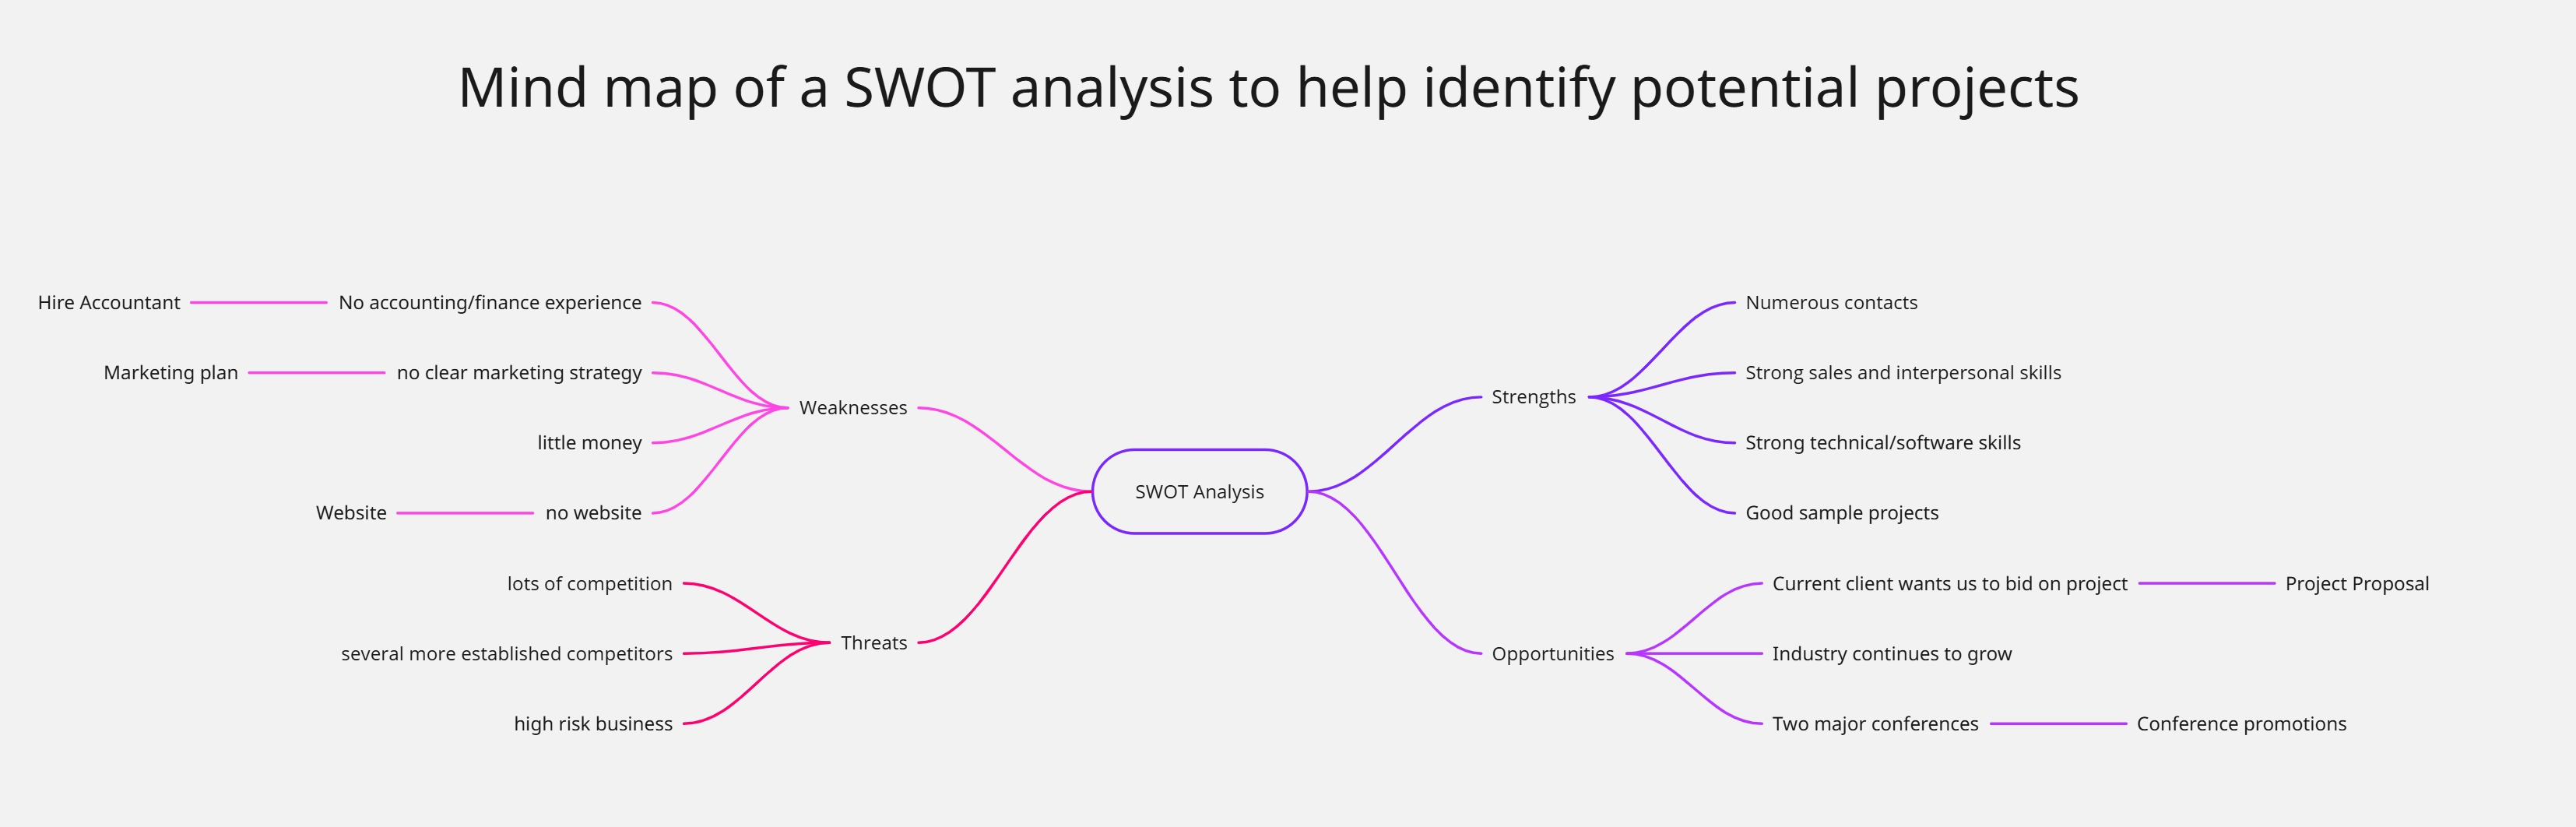 Mind map of a SWOT analysis to help identify potential projects
Hire Accountant
No accounting/finance experience
Marketing plan
no clear marketing strategy
little money
Website
no website
Weaknesses
lots of competition
several more established competitors
high risk business
Threats
SWOT Analysis
Strengths
Numerous contacts
Strong sales and interpersonal skills
Strong technical/software skills
Good sample projects
Opportunities
Current client wants us to bid on project
Project Proposal
Industry continues to grow
Two major conferences
Conference promotions